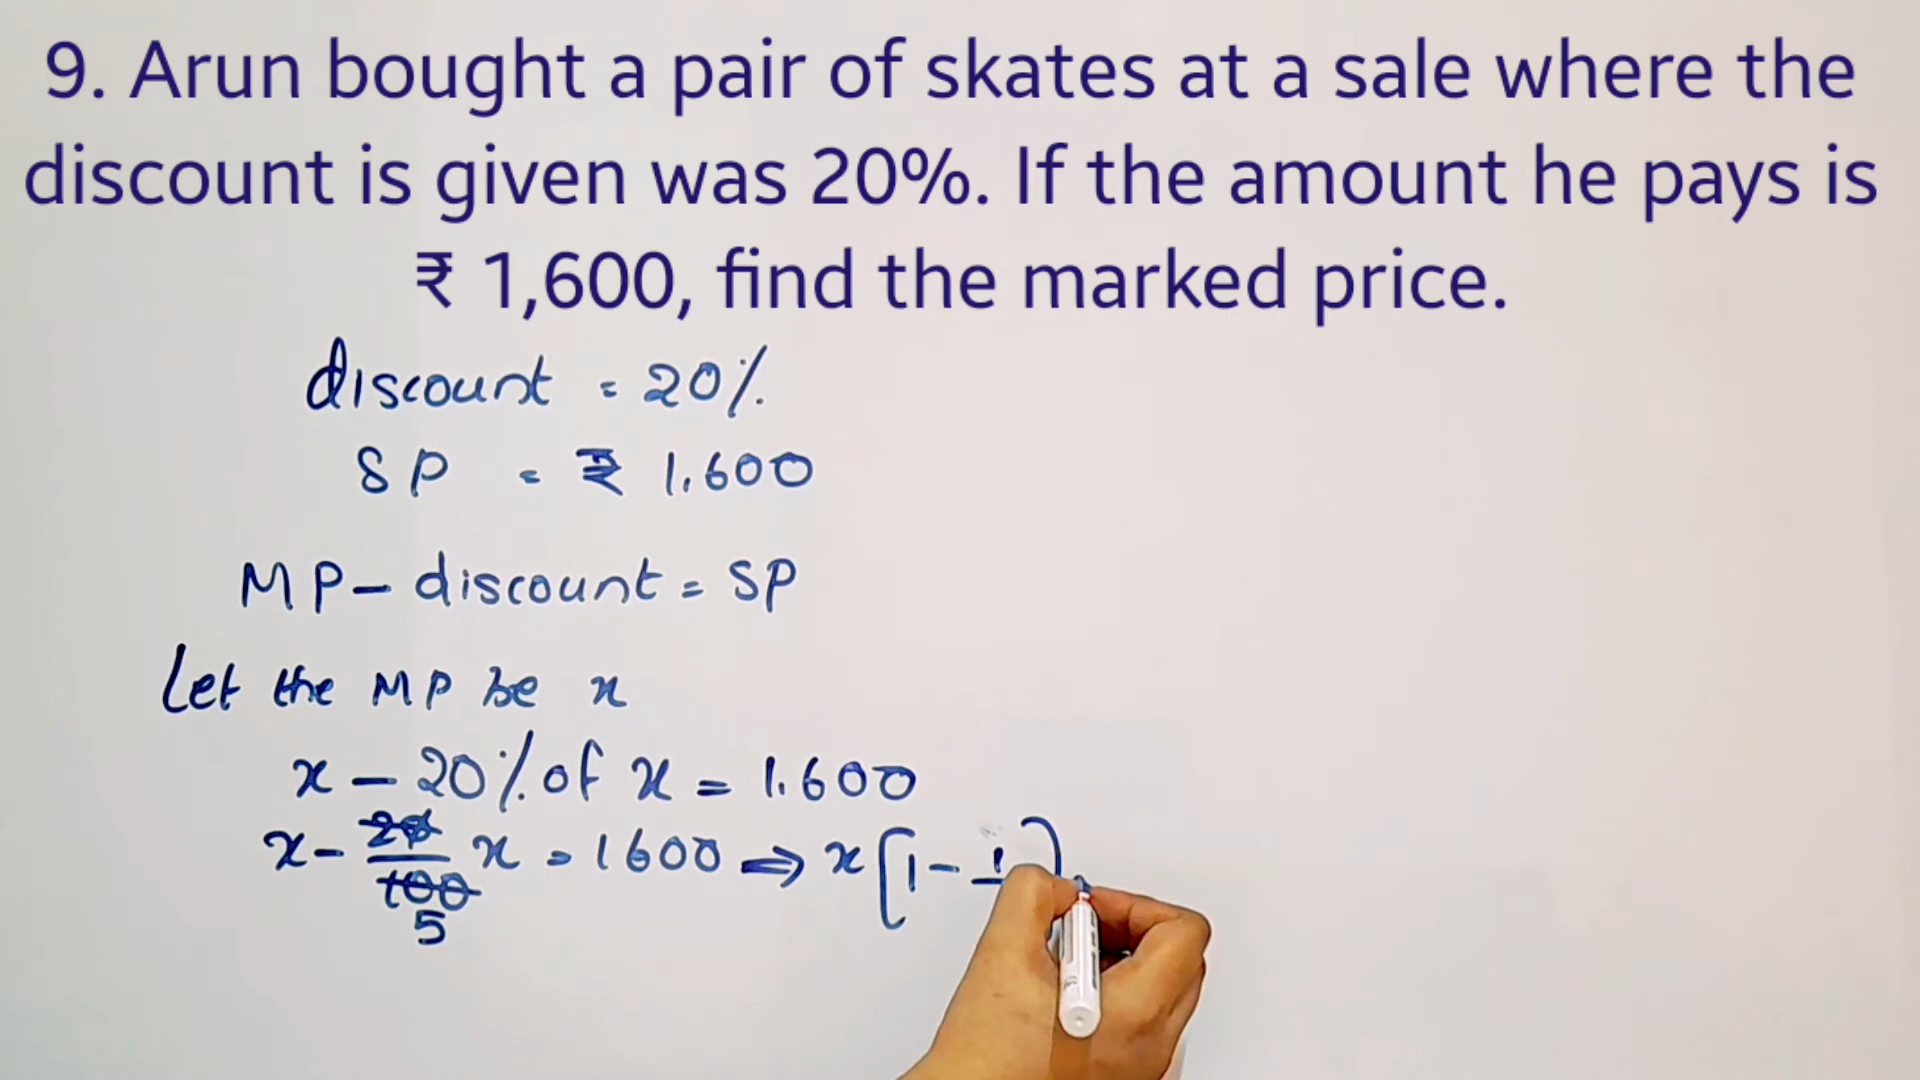 9. Arun bought a pair of skates at a sale where the
discount is given was 20%. If the amount he pays is
₹ 1,600, find the marked price.
discount = 20%
SP = ₹ 1,600
MP - discount = SP
Let the MP be x
x - 20% of x = 1,600
x - 20/100 x = 1600 ⇒ x [1 - 1
5